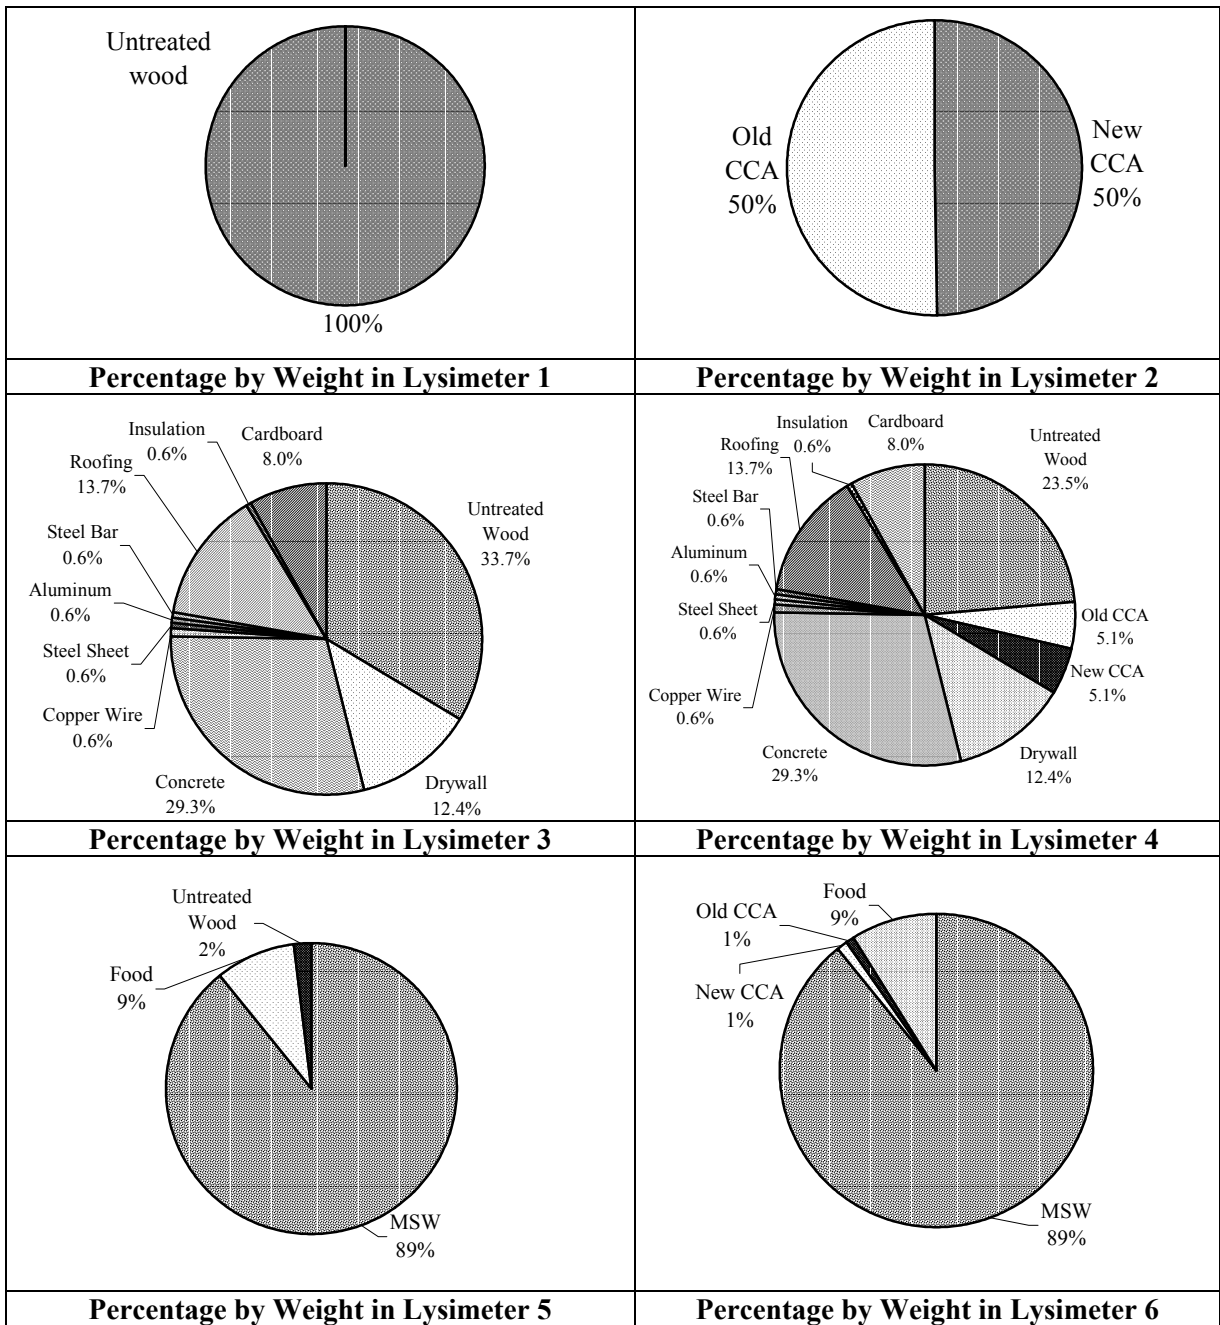 Untreated
wood
100%
Old
CCA
50%
New
CCA
50%
Percentage by Weight in Lysimeter 1
Percentage by Weight in Lysimeter 2
Insulation
0.6%
Cardboard
8.0%
Roofing
13.7%
Untreated
Wood
33.7%
Steel Bar
0.6%
Aluminum
0.6%
Steel Sheet
0.6%
Copper Wire
0.6%
Concrete
29.3%
Drywall
12.4%
Insulation
0.6%
Cardboard
8.0%
Untreated
Wood
23.5%
Roofing
13.7%
Steel Bar
0.6%
Aluminum
0.6%
Steel Sheet
0.6%
Old CCA
5.1%
New CCA
5.1%
Copper Wire
0.6%
Concrete
29.3%
Drywall
12.4%
Percentage by Weight in Lysimeter 3
Percentage by Weight in Lysimeter 4
Untreated
Wood
2%
Food
9%
MSW
89%
Food
9%
Old CCA
1%
New CCA
1%
MSW
89%
Percentage by Weight in Lysimeter 5
Percentage by Weight in Lysimeter 6